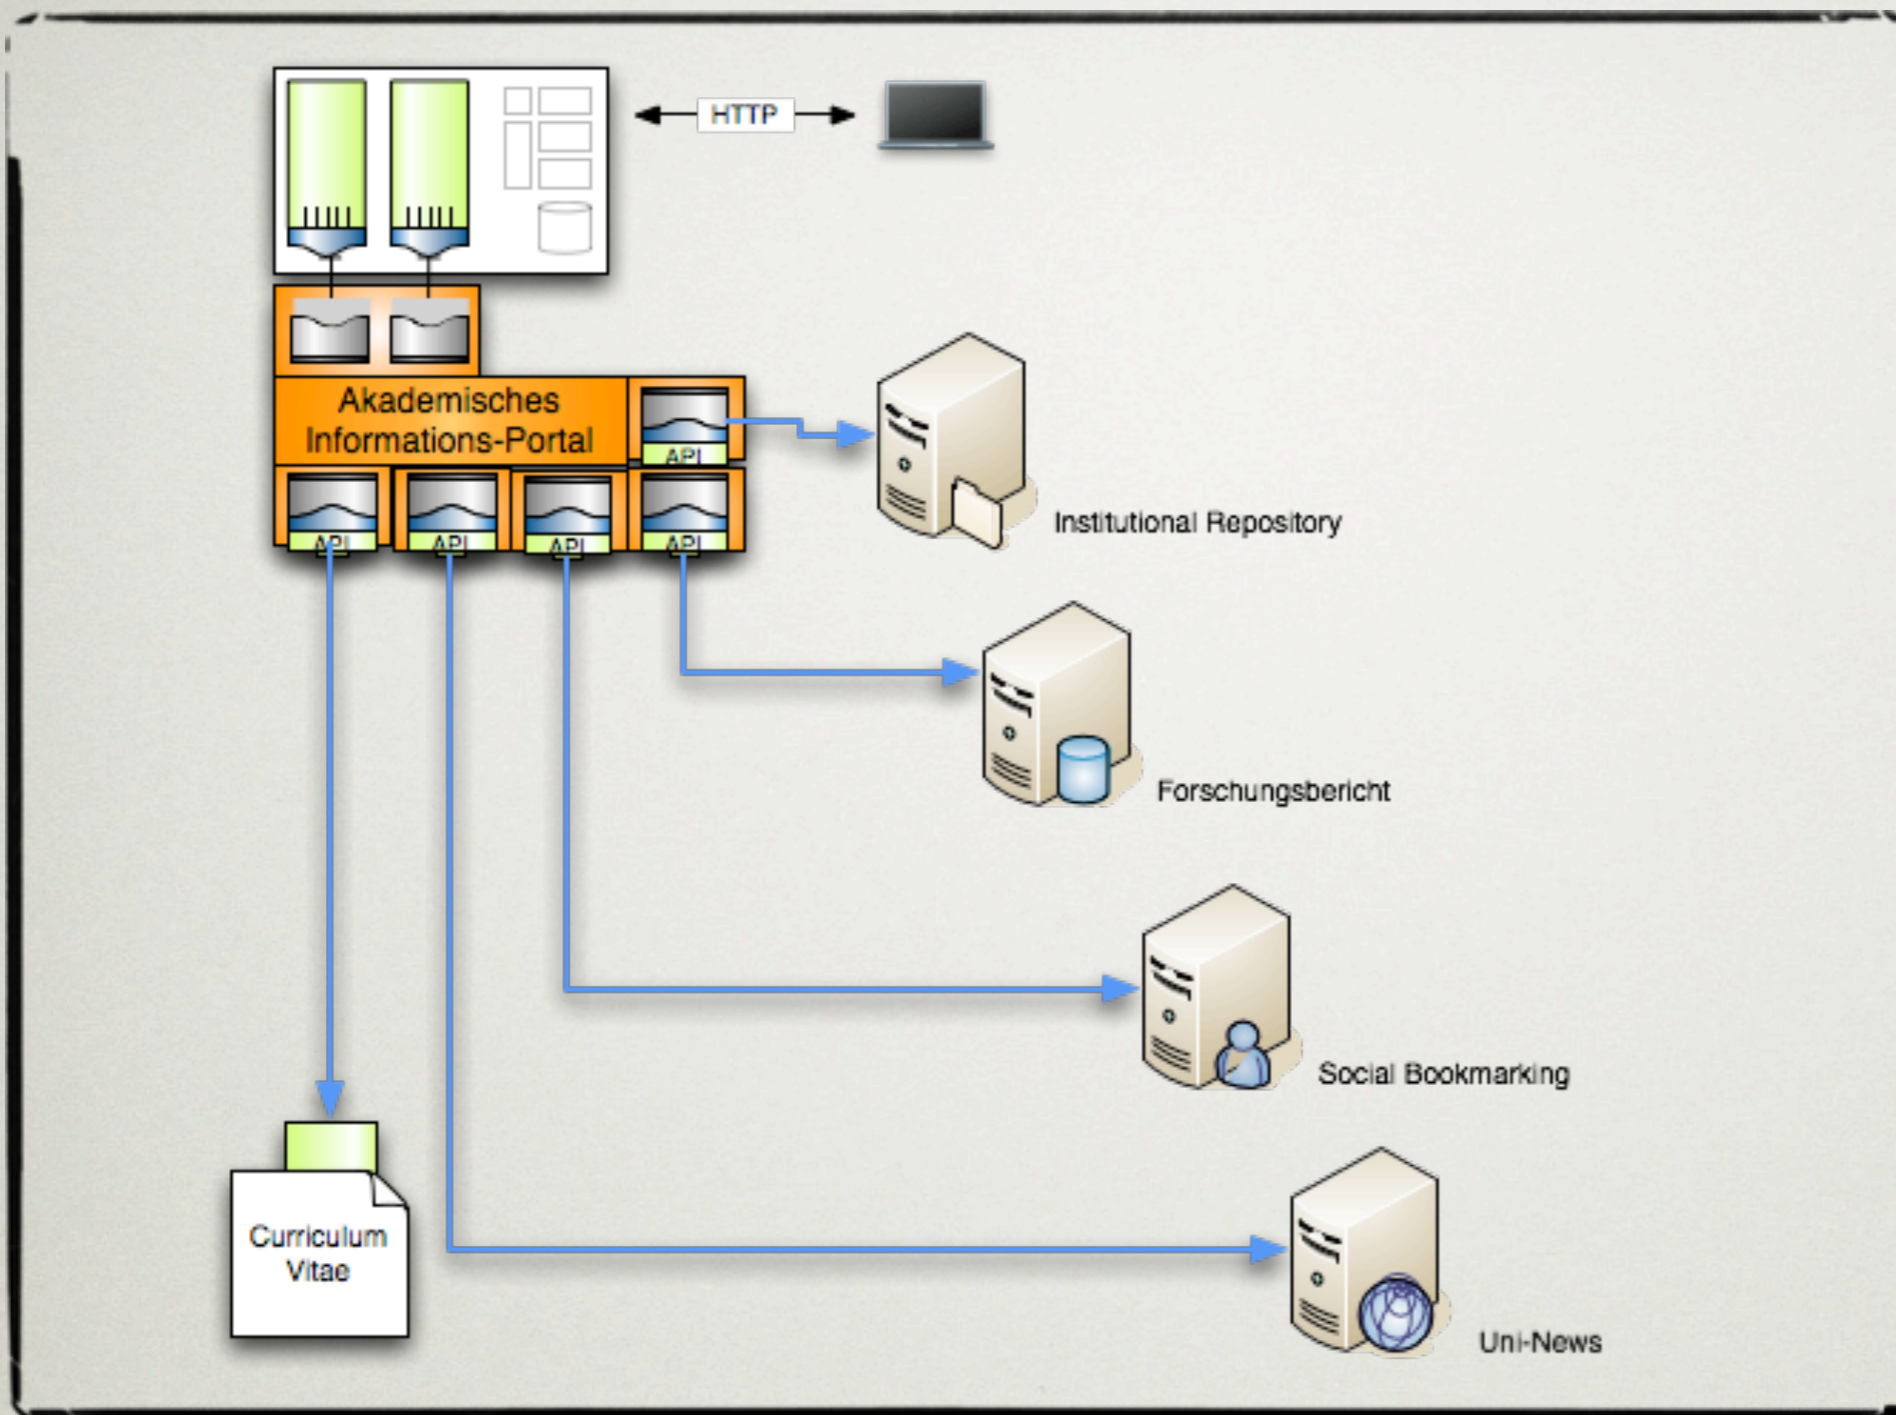 HTTP
Akademisches
Informations-Portal
API
API
API
API
API
Institutional Repository
Forschungsbericht
Social Bookmarking
Curriculum
Vitae
Uni-News